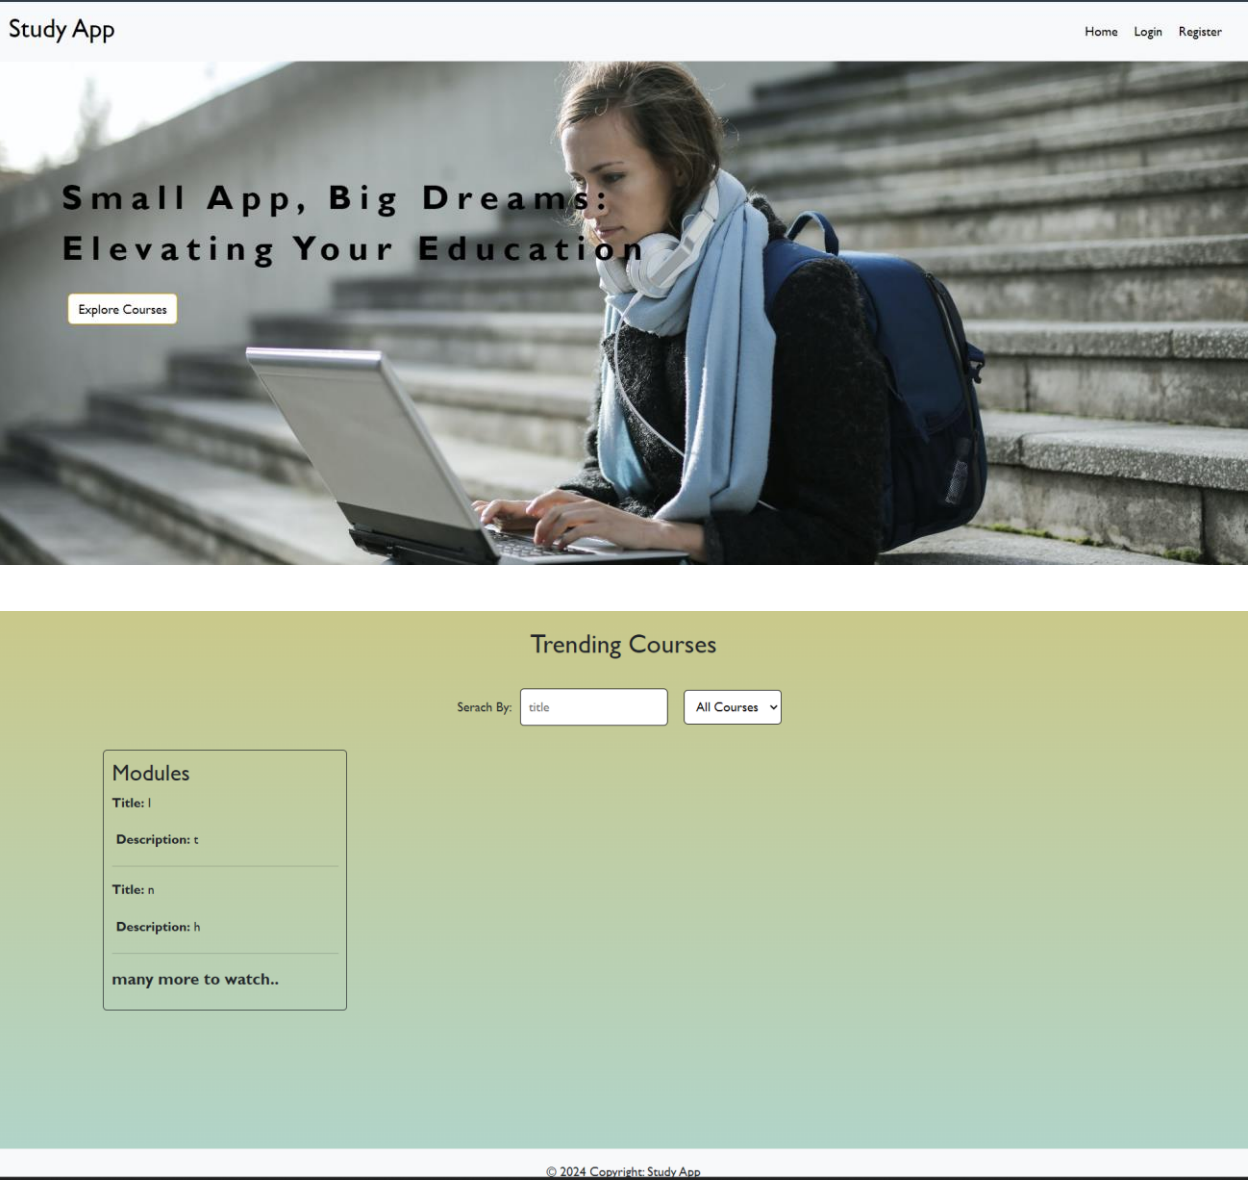 Study App
Home Login Register
Small App, Big Dreams:
Elevating Your Education
Explore Courses
Trending Courses
Serach By: title All Courses
Modules
Title: l
Description: t
Title: n
Description: h
many more to watch..
© 2024 Copyright: Study App